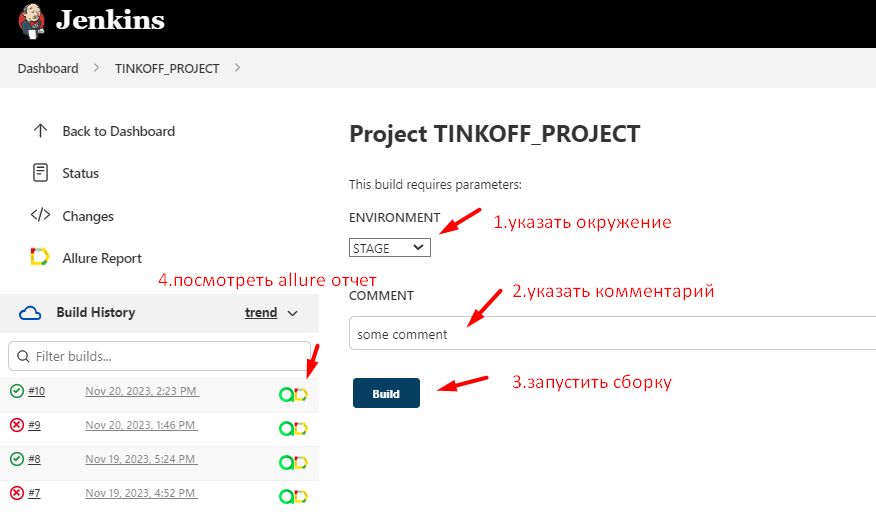 Jenkins
Dashboard > TINKOFF_PROJECT >
Back to Dashboard
Status
Changes
Allure Report
4.посмотреть allure отчет
Build History trend
Filter builds...
#10 Nov 20, 2023, 2:23 PM
#9 Nov 20, 2023, 1:46 PM
#8 Nov 19, 2023, 5:24 PM
#7 Nov 19, 2023, 4:52 PM
Project TINKOFF_PROJECT
This build requires parameters:
ENVIRONMENT
1.указать окружение
STAGE
COMMENT
2.указать комментарий
some comment
Build
3.запустить сборку